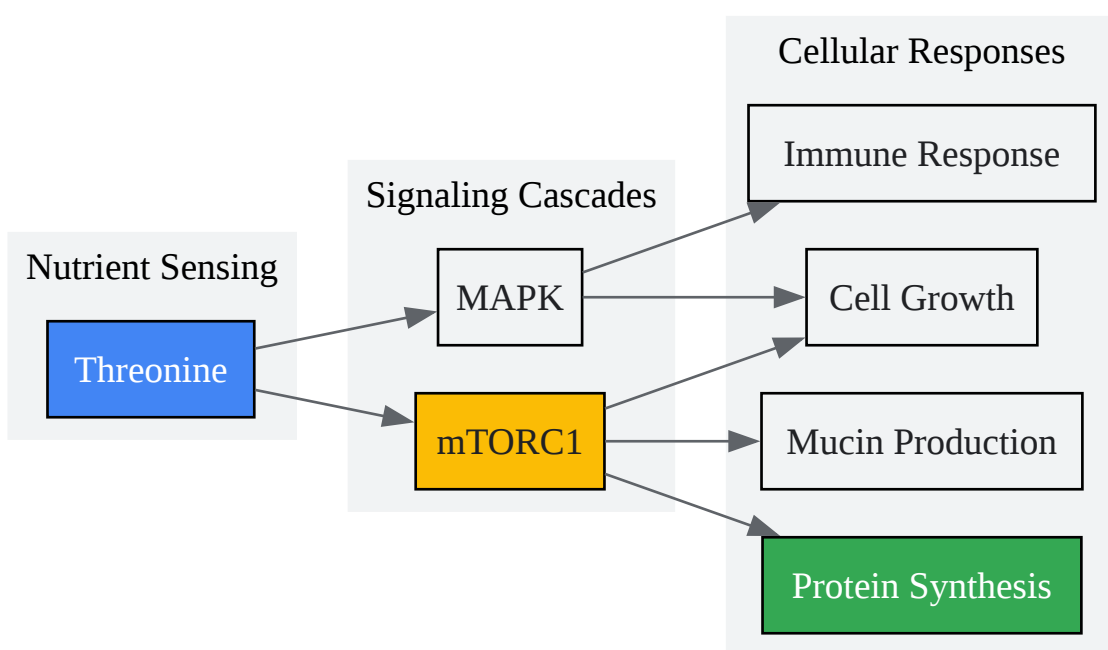 Nutrient Sensing
Threonine
Signaling Cascades
MAPK
mTORC1
Cellular Responses
Immune Response
Cell Growth
Mucin Production
Protein Synthesis